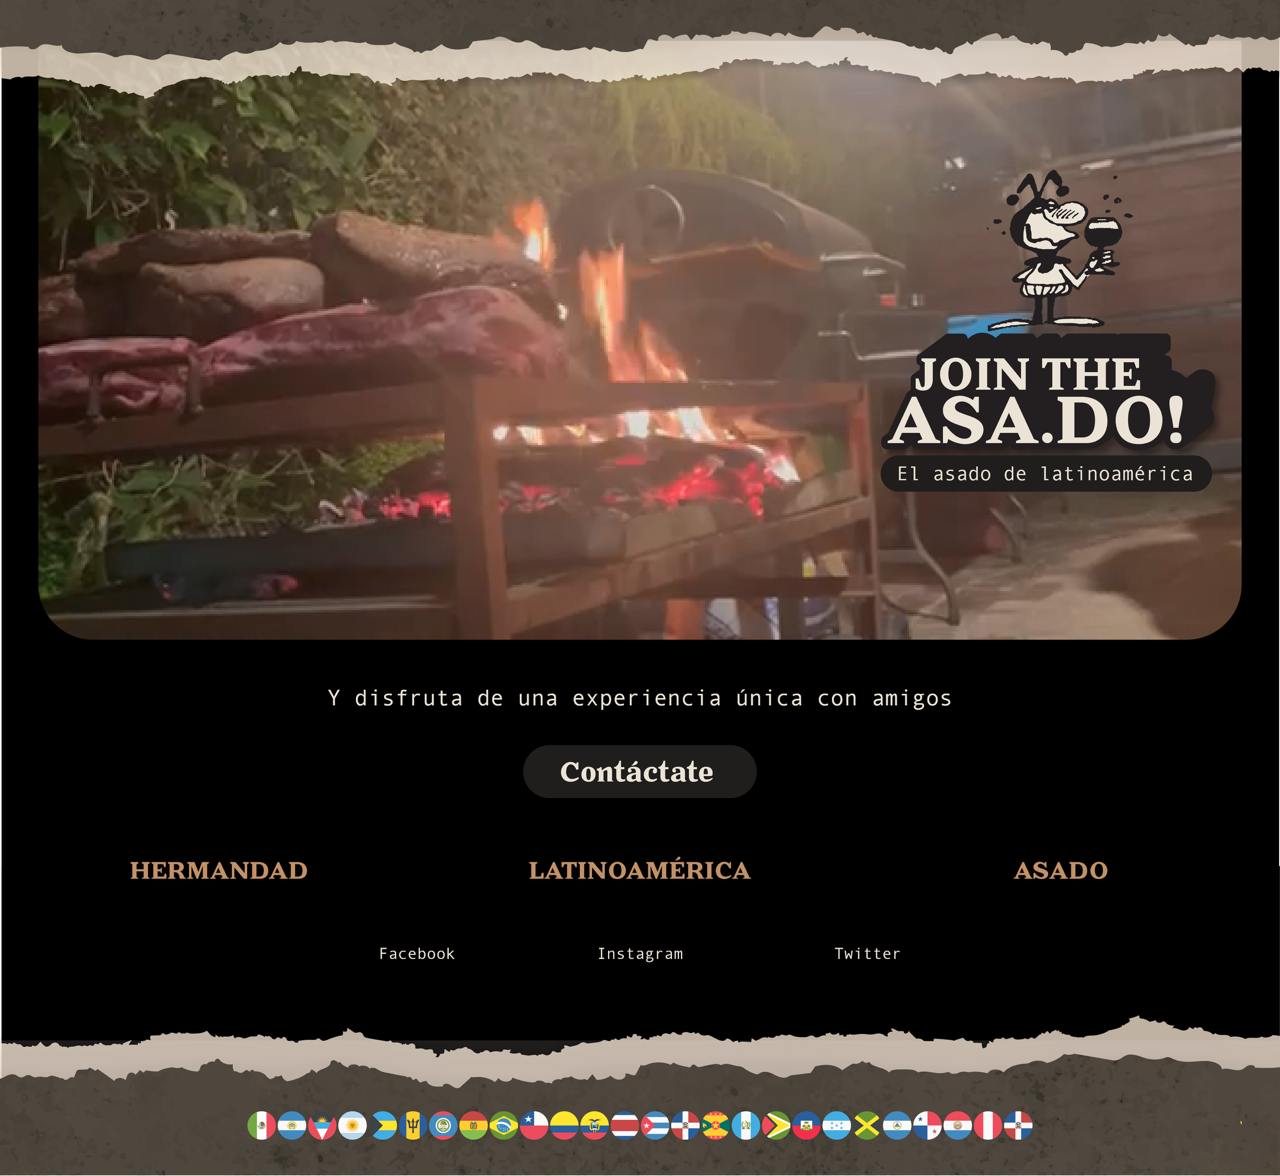 JOIN THE
ASA.DO!
El asado de latinoamérica
Y disfruta de una experiencia única con amigos
Contáctate
HERMANDAD
LATINOAMÉRICA
ASADO
Facebook
Instagram
Twitter